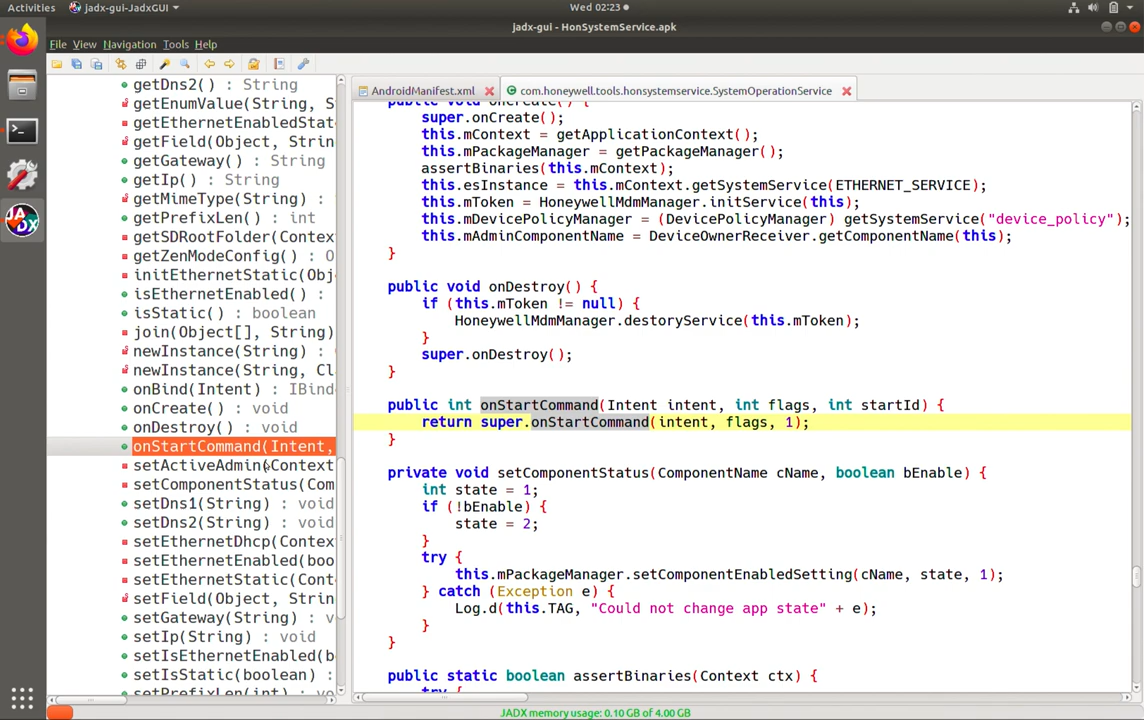 Activities jadx-gui-JadxGUI Wed 02:23
jadx-gui - HonSystemService.apk
File View Navigation Tools Help
getDns2() : String
getEnumValue(String, S
getEthernetEnabledStat
getField(Object, Strin
getGateway() : String
getIp() : String
getMimeType(String) :
getPrefixLen() : int
getSDRootFolder(Contex
getZenModeConfig() : O
initEthernetStatic(Obj
isEthernetEnabled() :
isStatic() : boolean
join(Object[], String)
newInstance(String) :
newInstance(String, Cl
onBind(Intent) : IBind
onCreate() : void
onDestroy() : void
onStartCommand(Intent,
setActiveAdmin(Context
setComponentStatus(Com
setDns1(String) : void
setDns2(String) : void
setEthernetDhcp(Contex
setEthernetEnabled(boo
setEthernetStatic(Cont
setField(Object, Strin
setGateway(String) :
setIp(String) : void
setIsEthernetEnabled(b
setIsStatic(boolean) :
setPrefixLen(int) : vo
AndroidManifest.xml com.honeywell.tools.honsystemservice.SystemOperationService
public void onCreate() {
super.onCreate();
this.mContext = getApplicationContext();
this.mPackageManager = getPackageManager();
assertBinaries(this.mContext);
this.esInstance = this.mContext.getSystemService(ETHERNET_SERVICE);
this.mToken = HoneywellMdmManager.initService(this);
this.mDevicePolicyManager = (DevicePolicyManager) getSystemService("device_policy");
this.mAdminComponentName = DeviceOwnerReceiver.getComponentName(this);
}
public void onDestroy() {
if (this.mToken != null) {
HoneywellMdmManager.destoryService(this.mToken);
}
super.onDestroy();
}
public int onStartCommand(Intent intent, int flags, int startId) {
return super.onStartCommand(intent, flags, 1);
}
private void setComponentStatus(ComponentName cName, boolean bEnable) {
int state = 1;
if (!bEnable) {
state = 2;
}
try {
this.mPackageManager.setComponentEnabledSetting(cName, state, 1);
} catch (Exception e) {
Log.d(this.TAG, "Could not change app state" + e);
}
}
public static boolean assertBinaries(Context ctx) {
try {
JADX memory usage: 0.10 GB of 4.00 GB